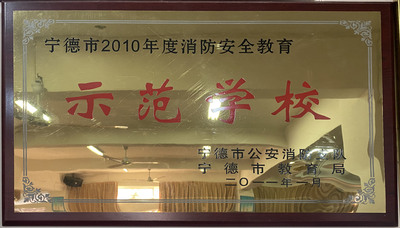 宁德市2010年度消防安全教育
示范学校
宁德市公安消防支队
宁德市教育局
二〇一一年一月